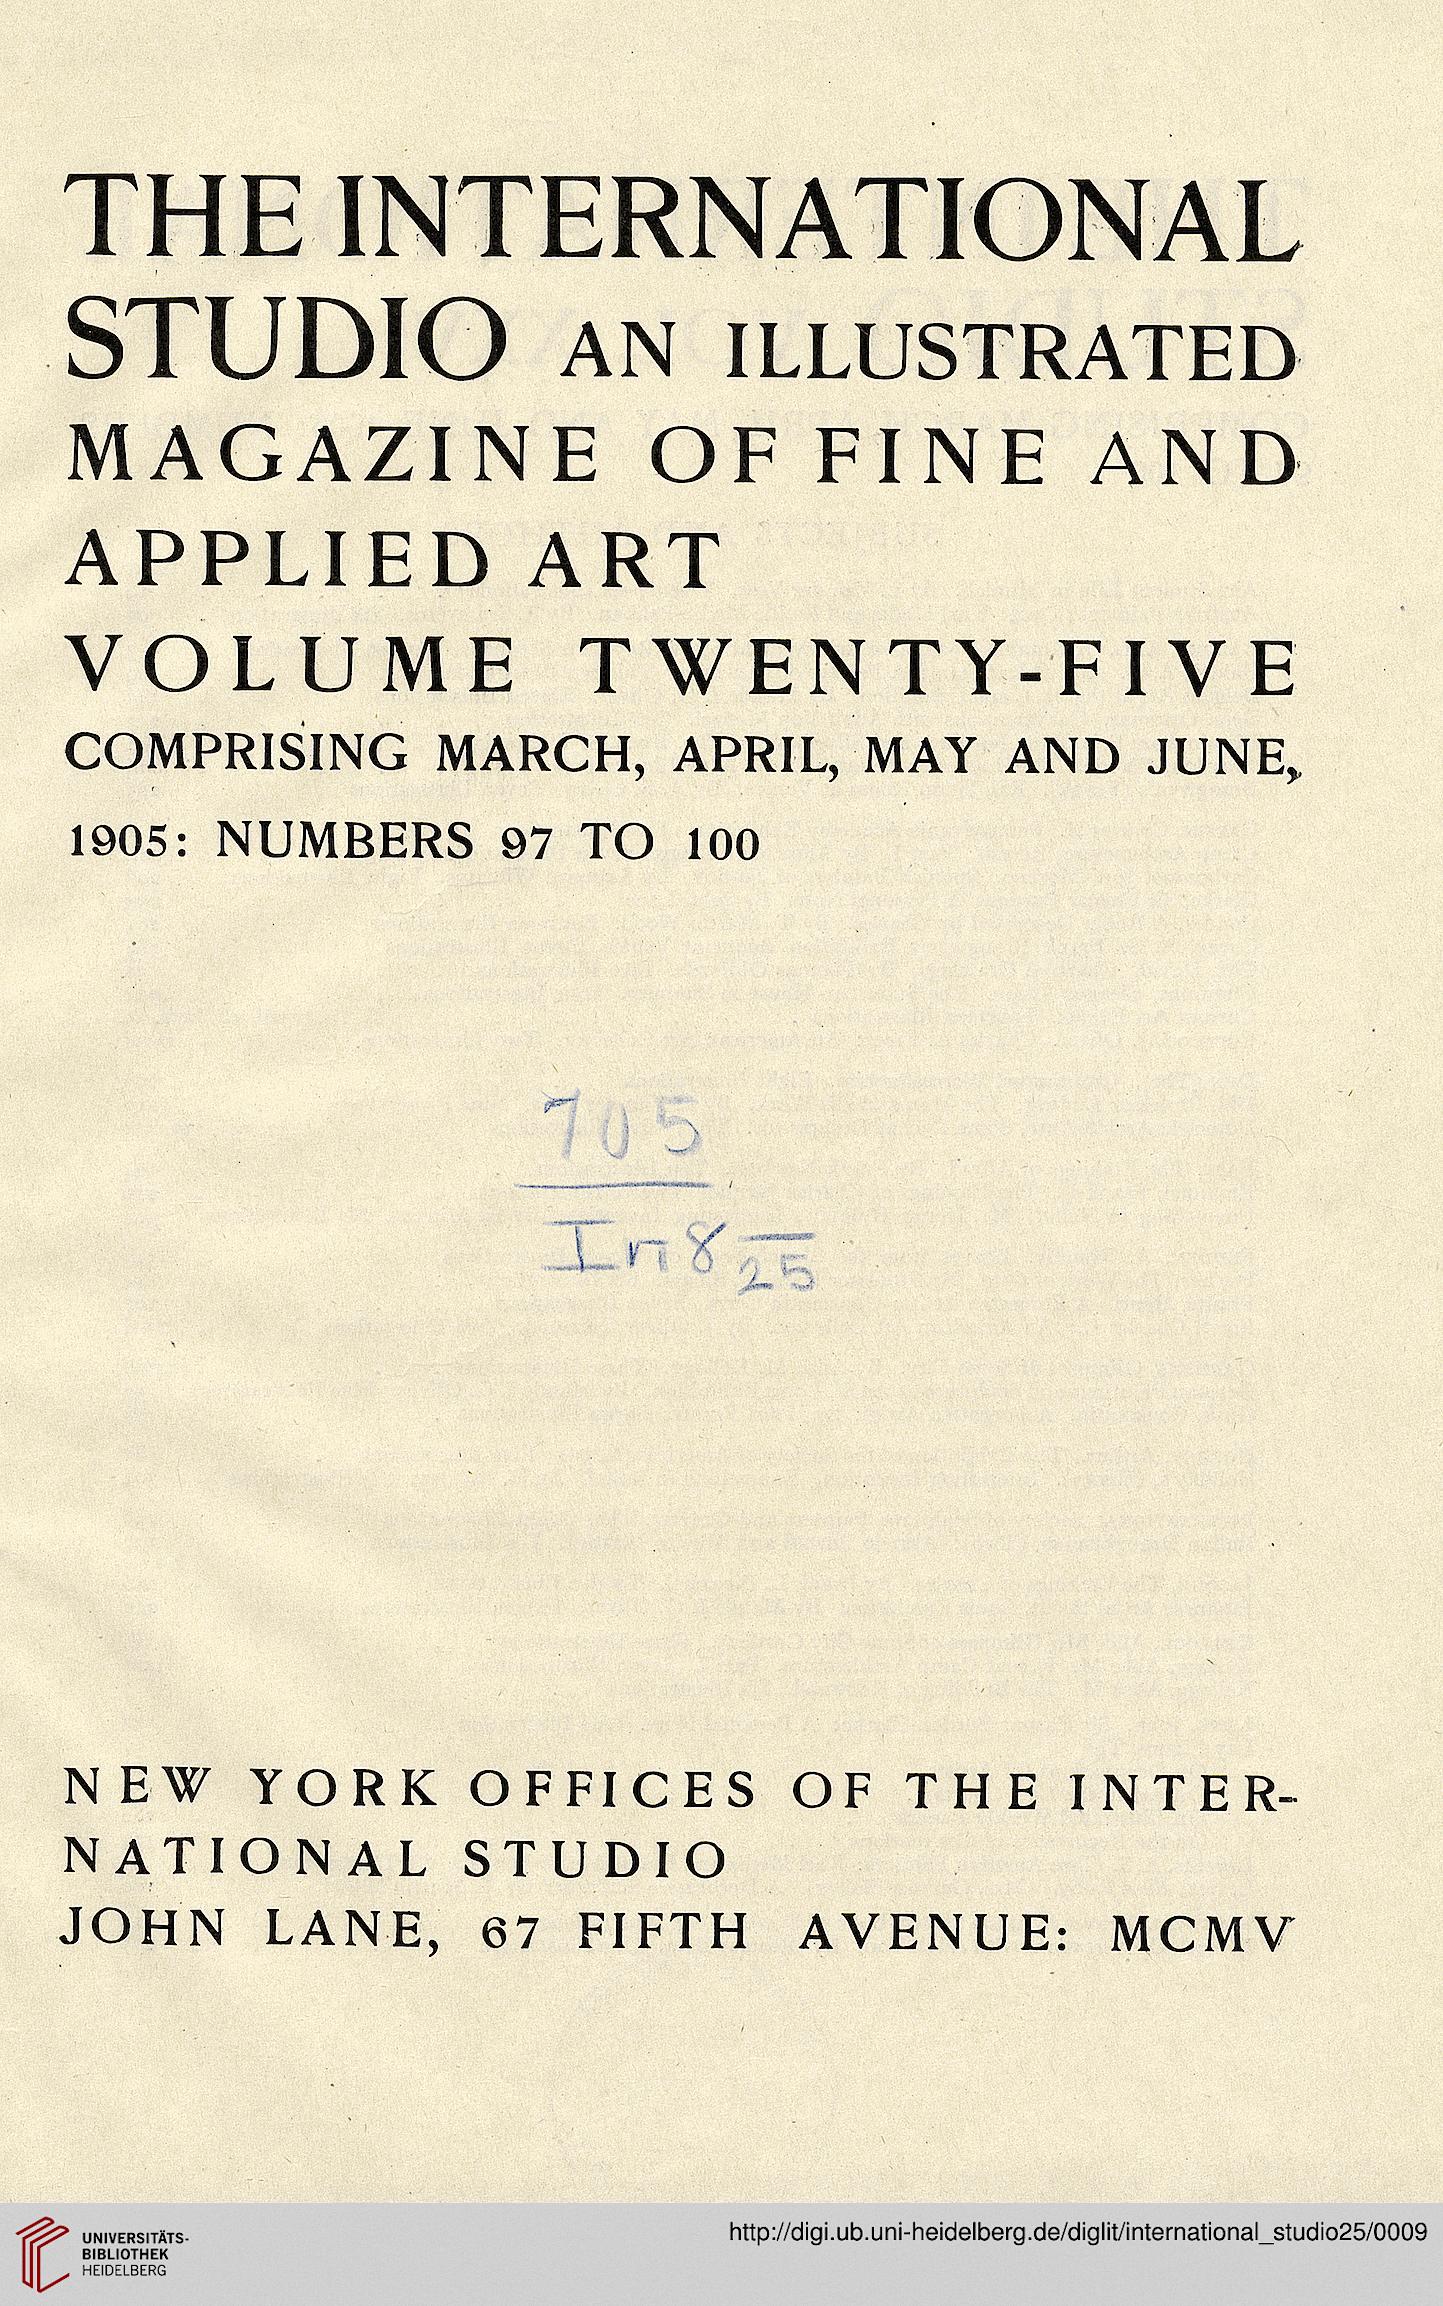 THE INTERNATIONAL
STUDIO AN ILLUSTRATED
MAGAZINE OF FINE AND
APPLIED ART
VOLUME TWENTY-FIVE
COMPRISING MARCH, APRIL, MAY AND JUNE,
1905: NUMBERS 97 TO 100
705
In8 25
NEW YORK OFFICES OF THE INTER-
NATIONAL STUDIO
JOHN LANE, 67 FIFTH AVENUE: MCMV
UNIVERSITÄTS-
BIBLIOTHEK
HEIDELBERG
http://digi.ub.uni-heidelberg.de/diglit/international_studio25/0009